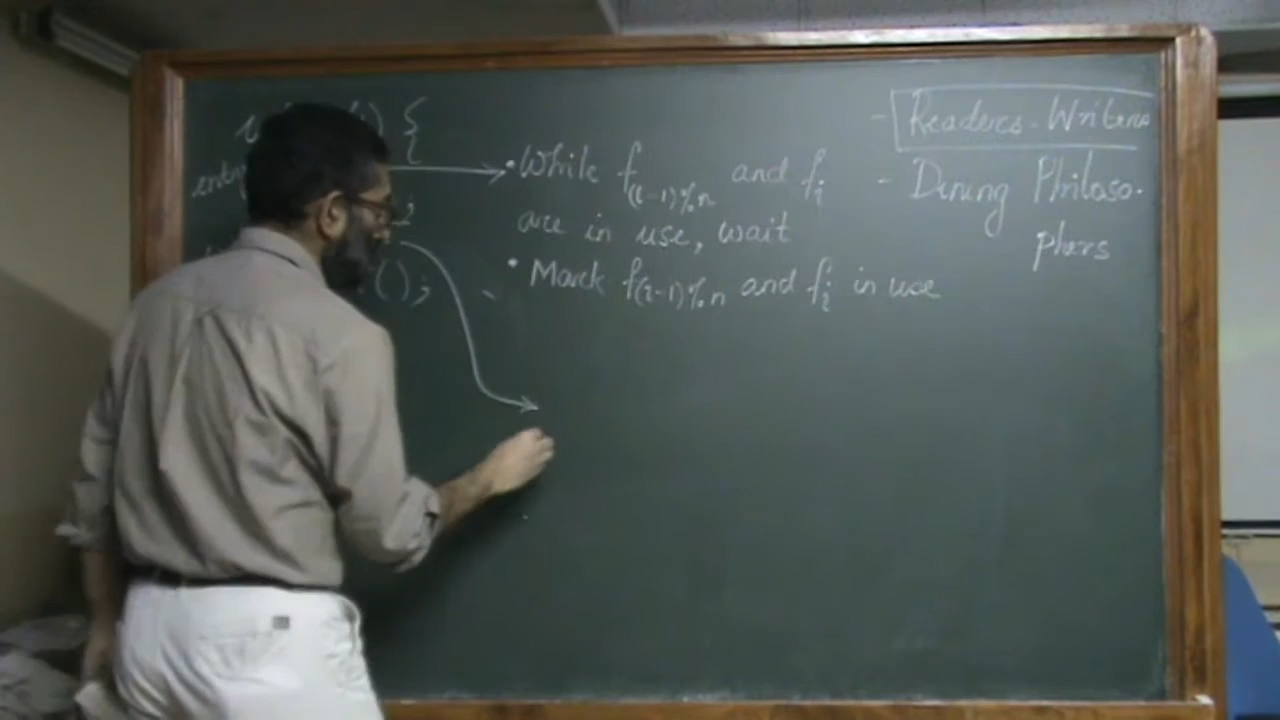 - Readers-Writers
- Dining Philoso-
phers
) {
• While f(i-1)%n and fi
are in use, wait
• Mark f(i-1)%n and fi in use
;
();